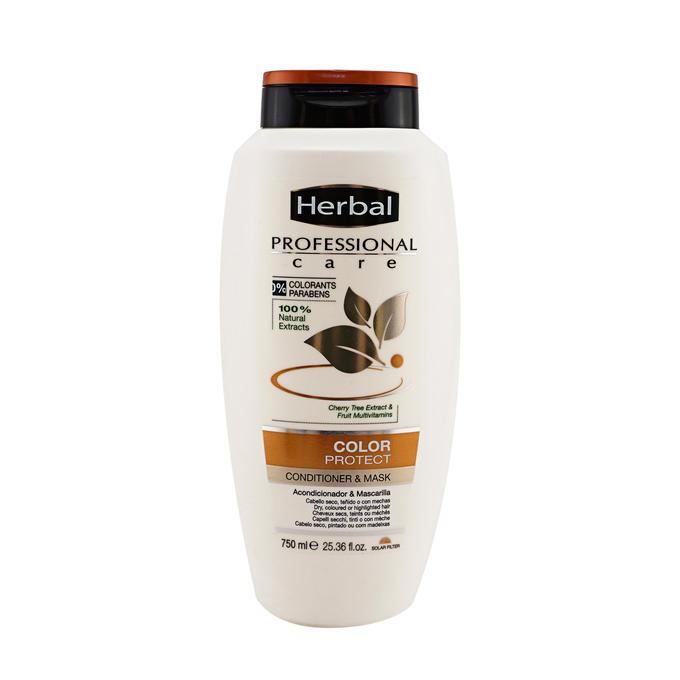 Herbal
PROFESSIONAL
care
0% COLORANTS
PARABENS
100%
Natural
Extracts
Cherry Tree Extract &
Fruit Multivitamins
COLOR
PROTECT
CONDITIONER & MASK
Acondicionador & Mascarilla
Cabello seco, teñido o con mechas
Dry, coloured or highlighted hair
Cheveux secs, teints ou méchés
Capelli secchi, tinti o con mèche
Cabelo seco, pintado ou com madeixas
750 ml ℮ 25.36 fl.oz.
SOLAR FILTER